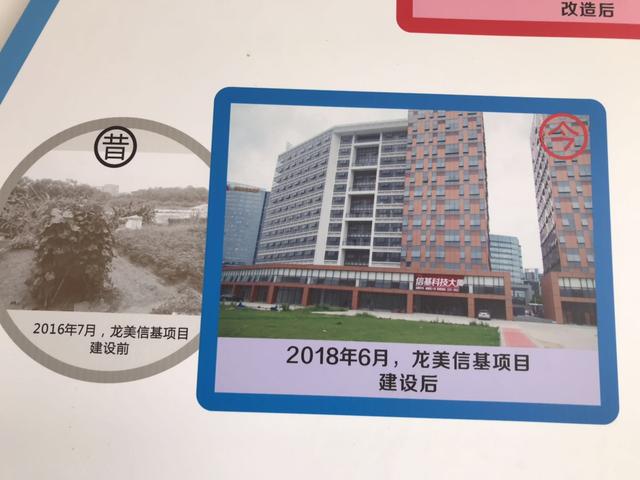 改造后
昔
今
信基科技大厦
2016年7月，龙美信基项目
建设前
2018年6月，龙美信基项目
建设后